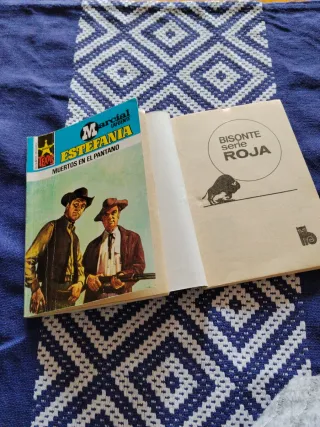 Marcial
ESTEFANIA
MUERTOS EN EL PANTANO
BISONTE
serie
ROJA